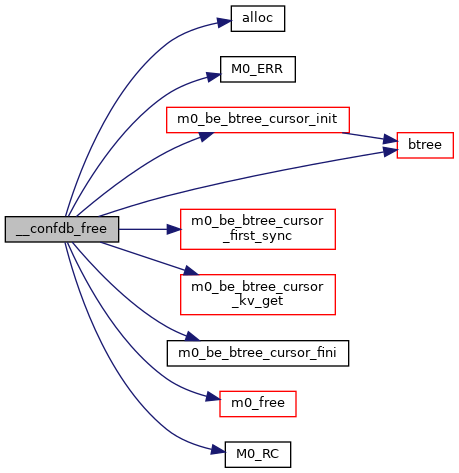 alloc
M0_ERR
m0_be_btree_cursor_init
btree
__confdb_free
m0_be_btree_cursor
_first_sync
m0_be_btree_cursor
_kv_get
m0_be_btree_cursor_fini
m0_free
M0_RC